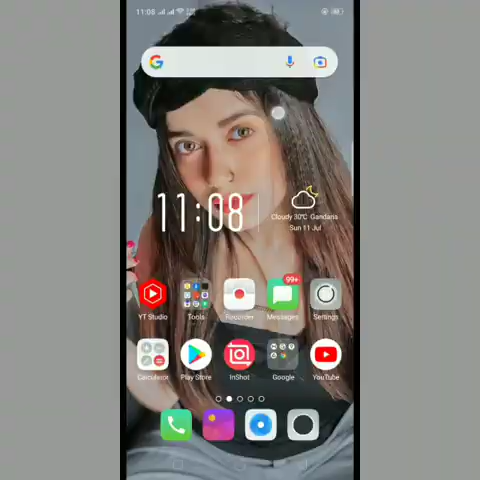 11:08
11:08
Cloudy 30°C Gandaria
Sun 11 Jul
99+
YT Studio
Tools
Recorder
Messages
Settings
Calculator
Play Store
InShot
Google
YouTube